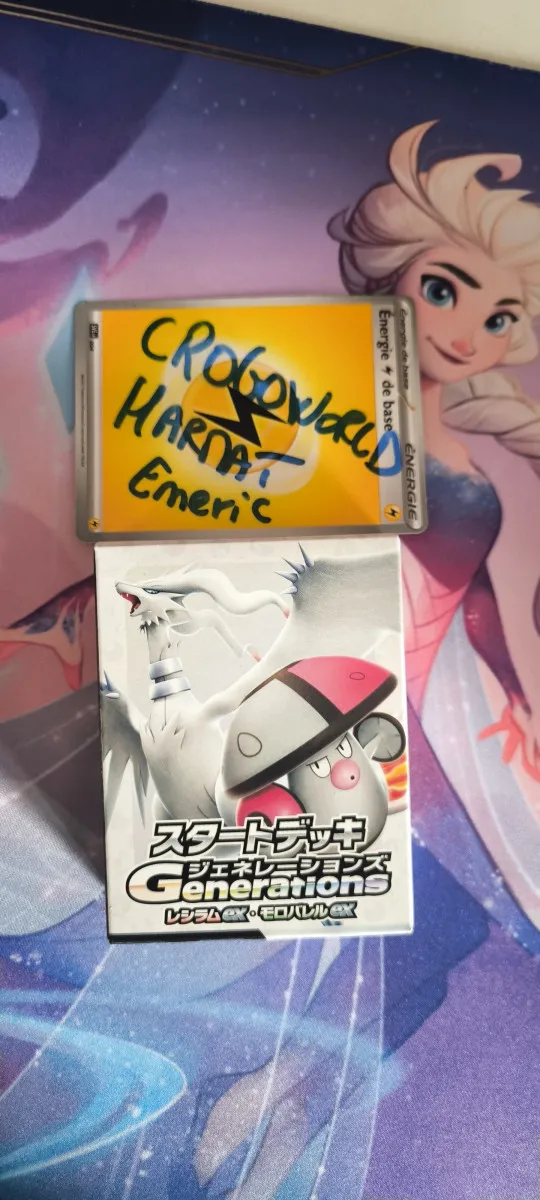 CROGOWORLD
HARNAT
Emeric
Énergie de base
Énergie de base
ÉNERGIE
スタートデッキ
ジェネレーションズ
Generations
レシラムex・モロバレルex